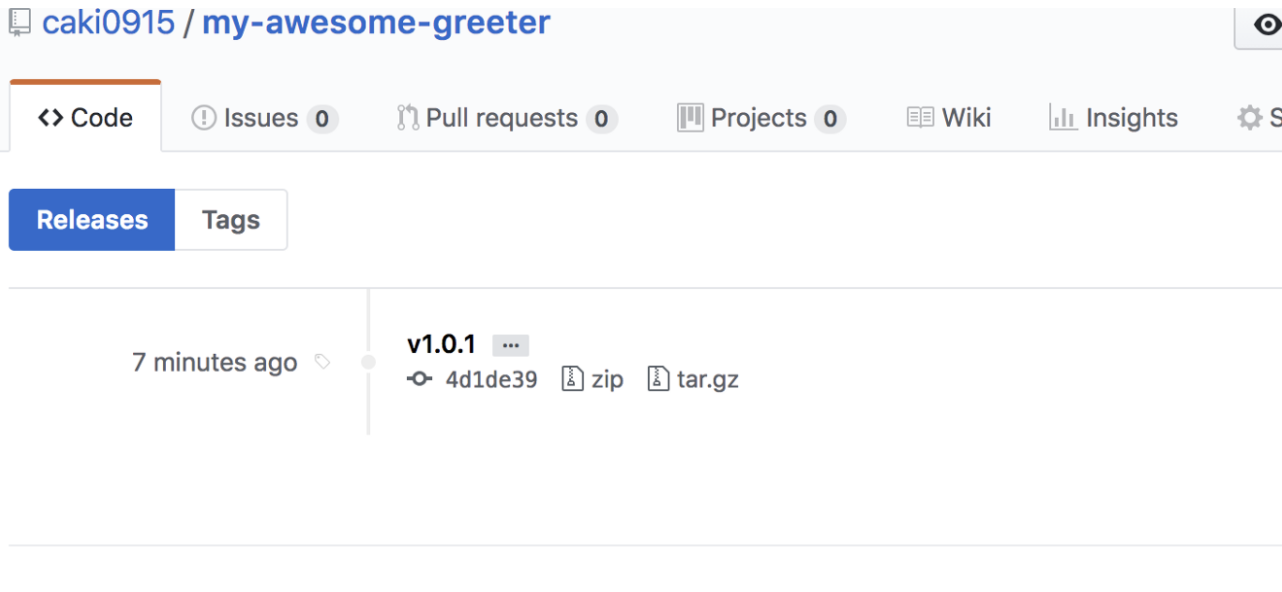 caki0915 / my-awesome-greeter
<> Code Issues 0 Pull requests 0 Projects 0 Wiki Insights S
Releases Tags
v1.0.1 ...
7 minutes ago
4d1de39 zip tar.gz